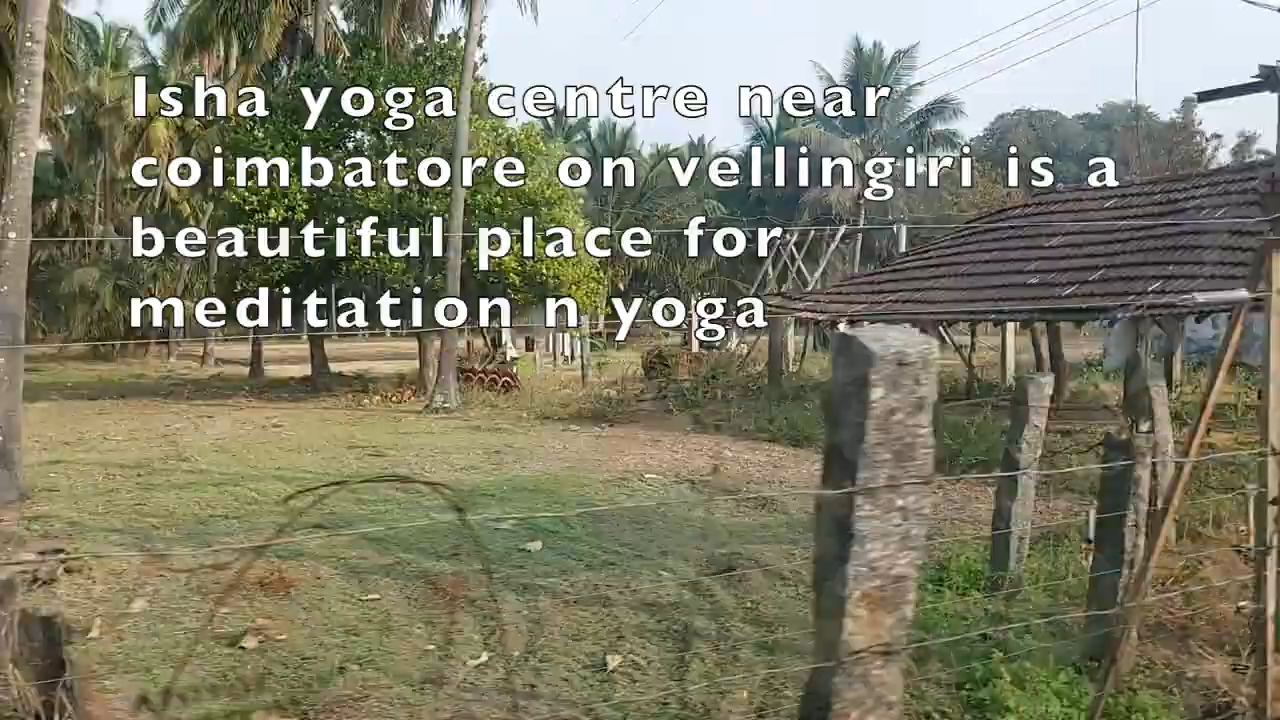 Isha yoga centre near
coimbatore on vellingiri is a
beautiful place for
meditation n yoga